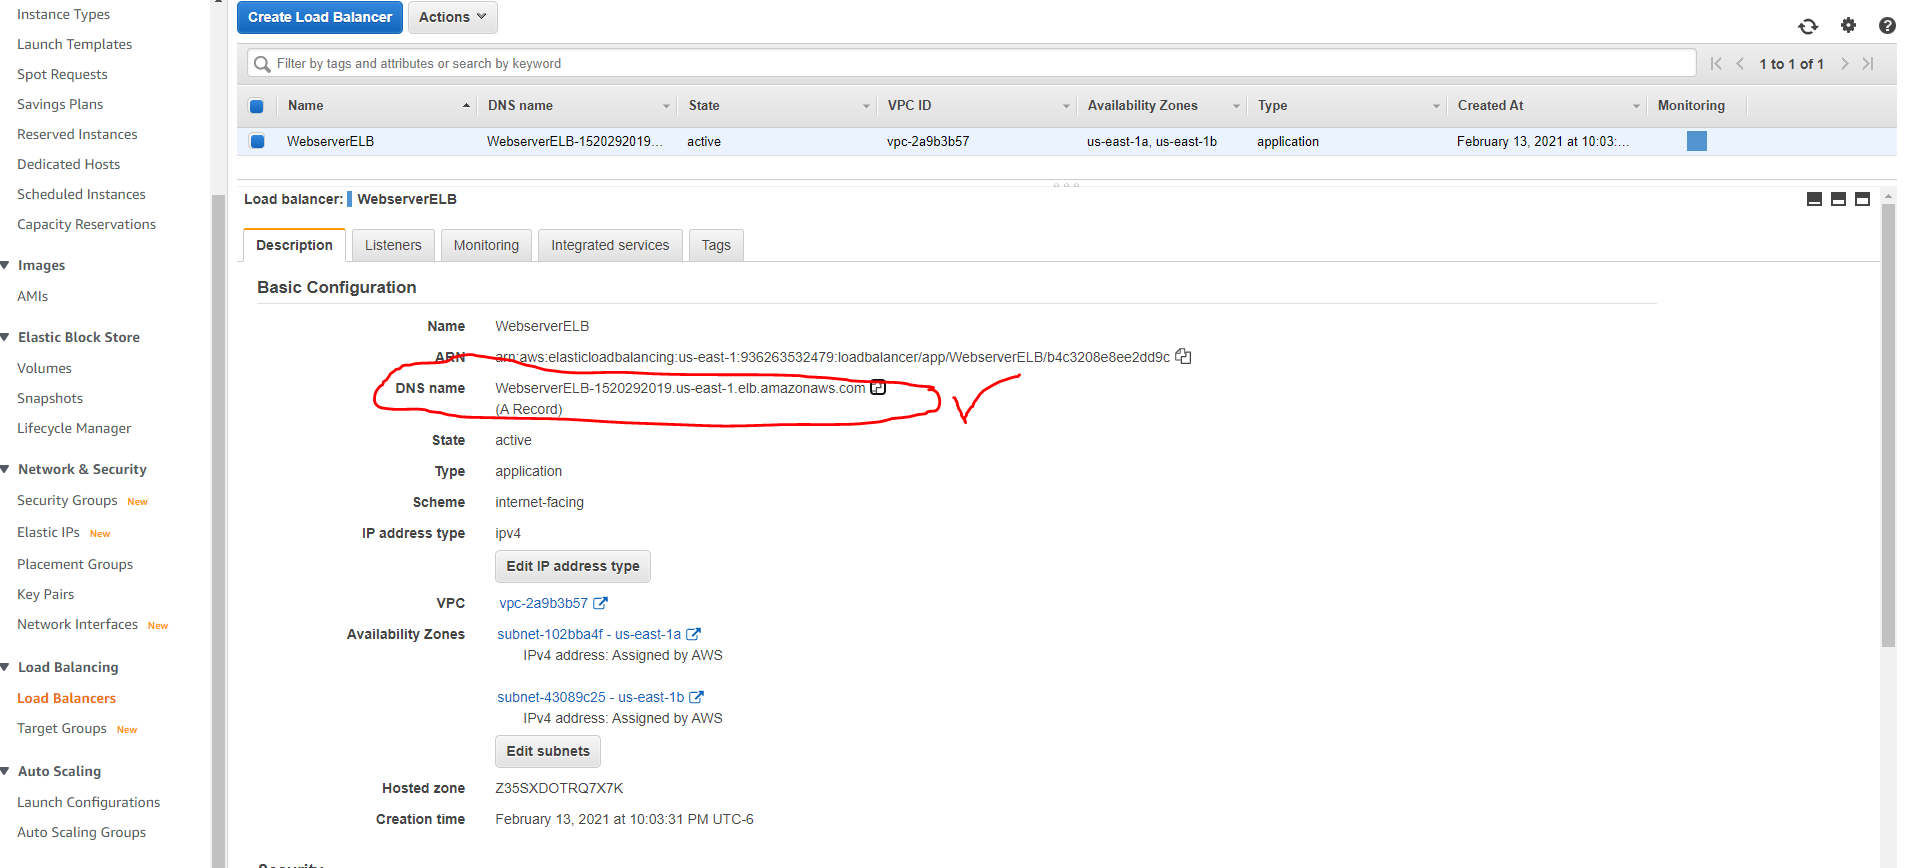 Instance Types
Launch Templates
Spot Requests
Savings Plans
Reserved Instances
Dedicated Hosts
Scheduled Instances
Capacity Reservations
Images
AMIs
Elastic Block Store
Volumes
Snapshots
Lifecycle Manager
Network & Security
Security Groups New
Elastic IPs New
Placement Groups
Key Pairs
Network Interfaces New
Load Balancing
Load Balancers
Target Groups New
Auto Scaling
Launch Configurations
Auto Scaling Groups
Create Load Balancer Actions
Filter by tags and attributes or search by keyword 1 to 1 of 1
Name DNS name State VPC ID Availability Zones Type Created At Monitoring
WebserverELB WebserverELB-1520292019... active vpc-2a9b3b57 us-east-1a, us-east-1b application February 13, 2021 at 10:03:...
Load balancer: WebserverELB
Description Listeners Monitoring Integrated services Tags
Basic Configuration
Name WebserverELB
ARN arn:aws:elasticloadbalancing:us-east-1:936263532479:loadbalancer/app/WebserverELB/b4c3208e8ee2dd9c
DNS name WebserverELB-1520292019.us-east-1.elb.amazonaws.com
(A Record)
State active
Type application
Scheme internet-facing
IP address type ipv4
Edit IP address type
VPC vpc-2a9b3b57
Availability Zones subnet-102bba4f - us-east-1a
IPv4 address: Assigned by AWS
subnet-43089c25 - us-east-1b
IPv4 address: Assigned by AWS
Edit subnets
Hosted zone Z35SXDOTRQ7X7K
Creation time February 13, 2021 at 10:03:31 PM UTC-6
Security